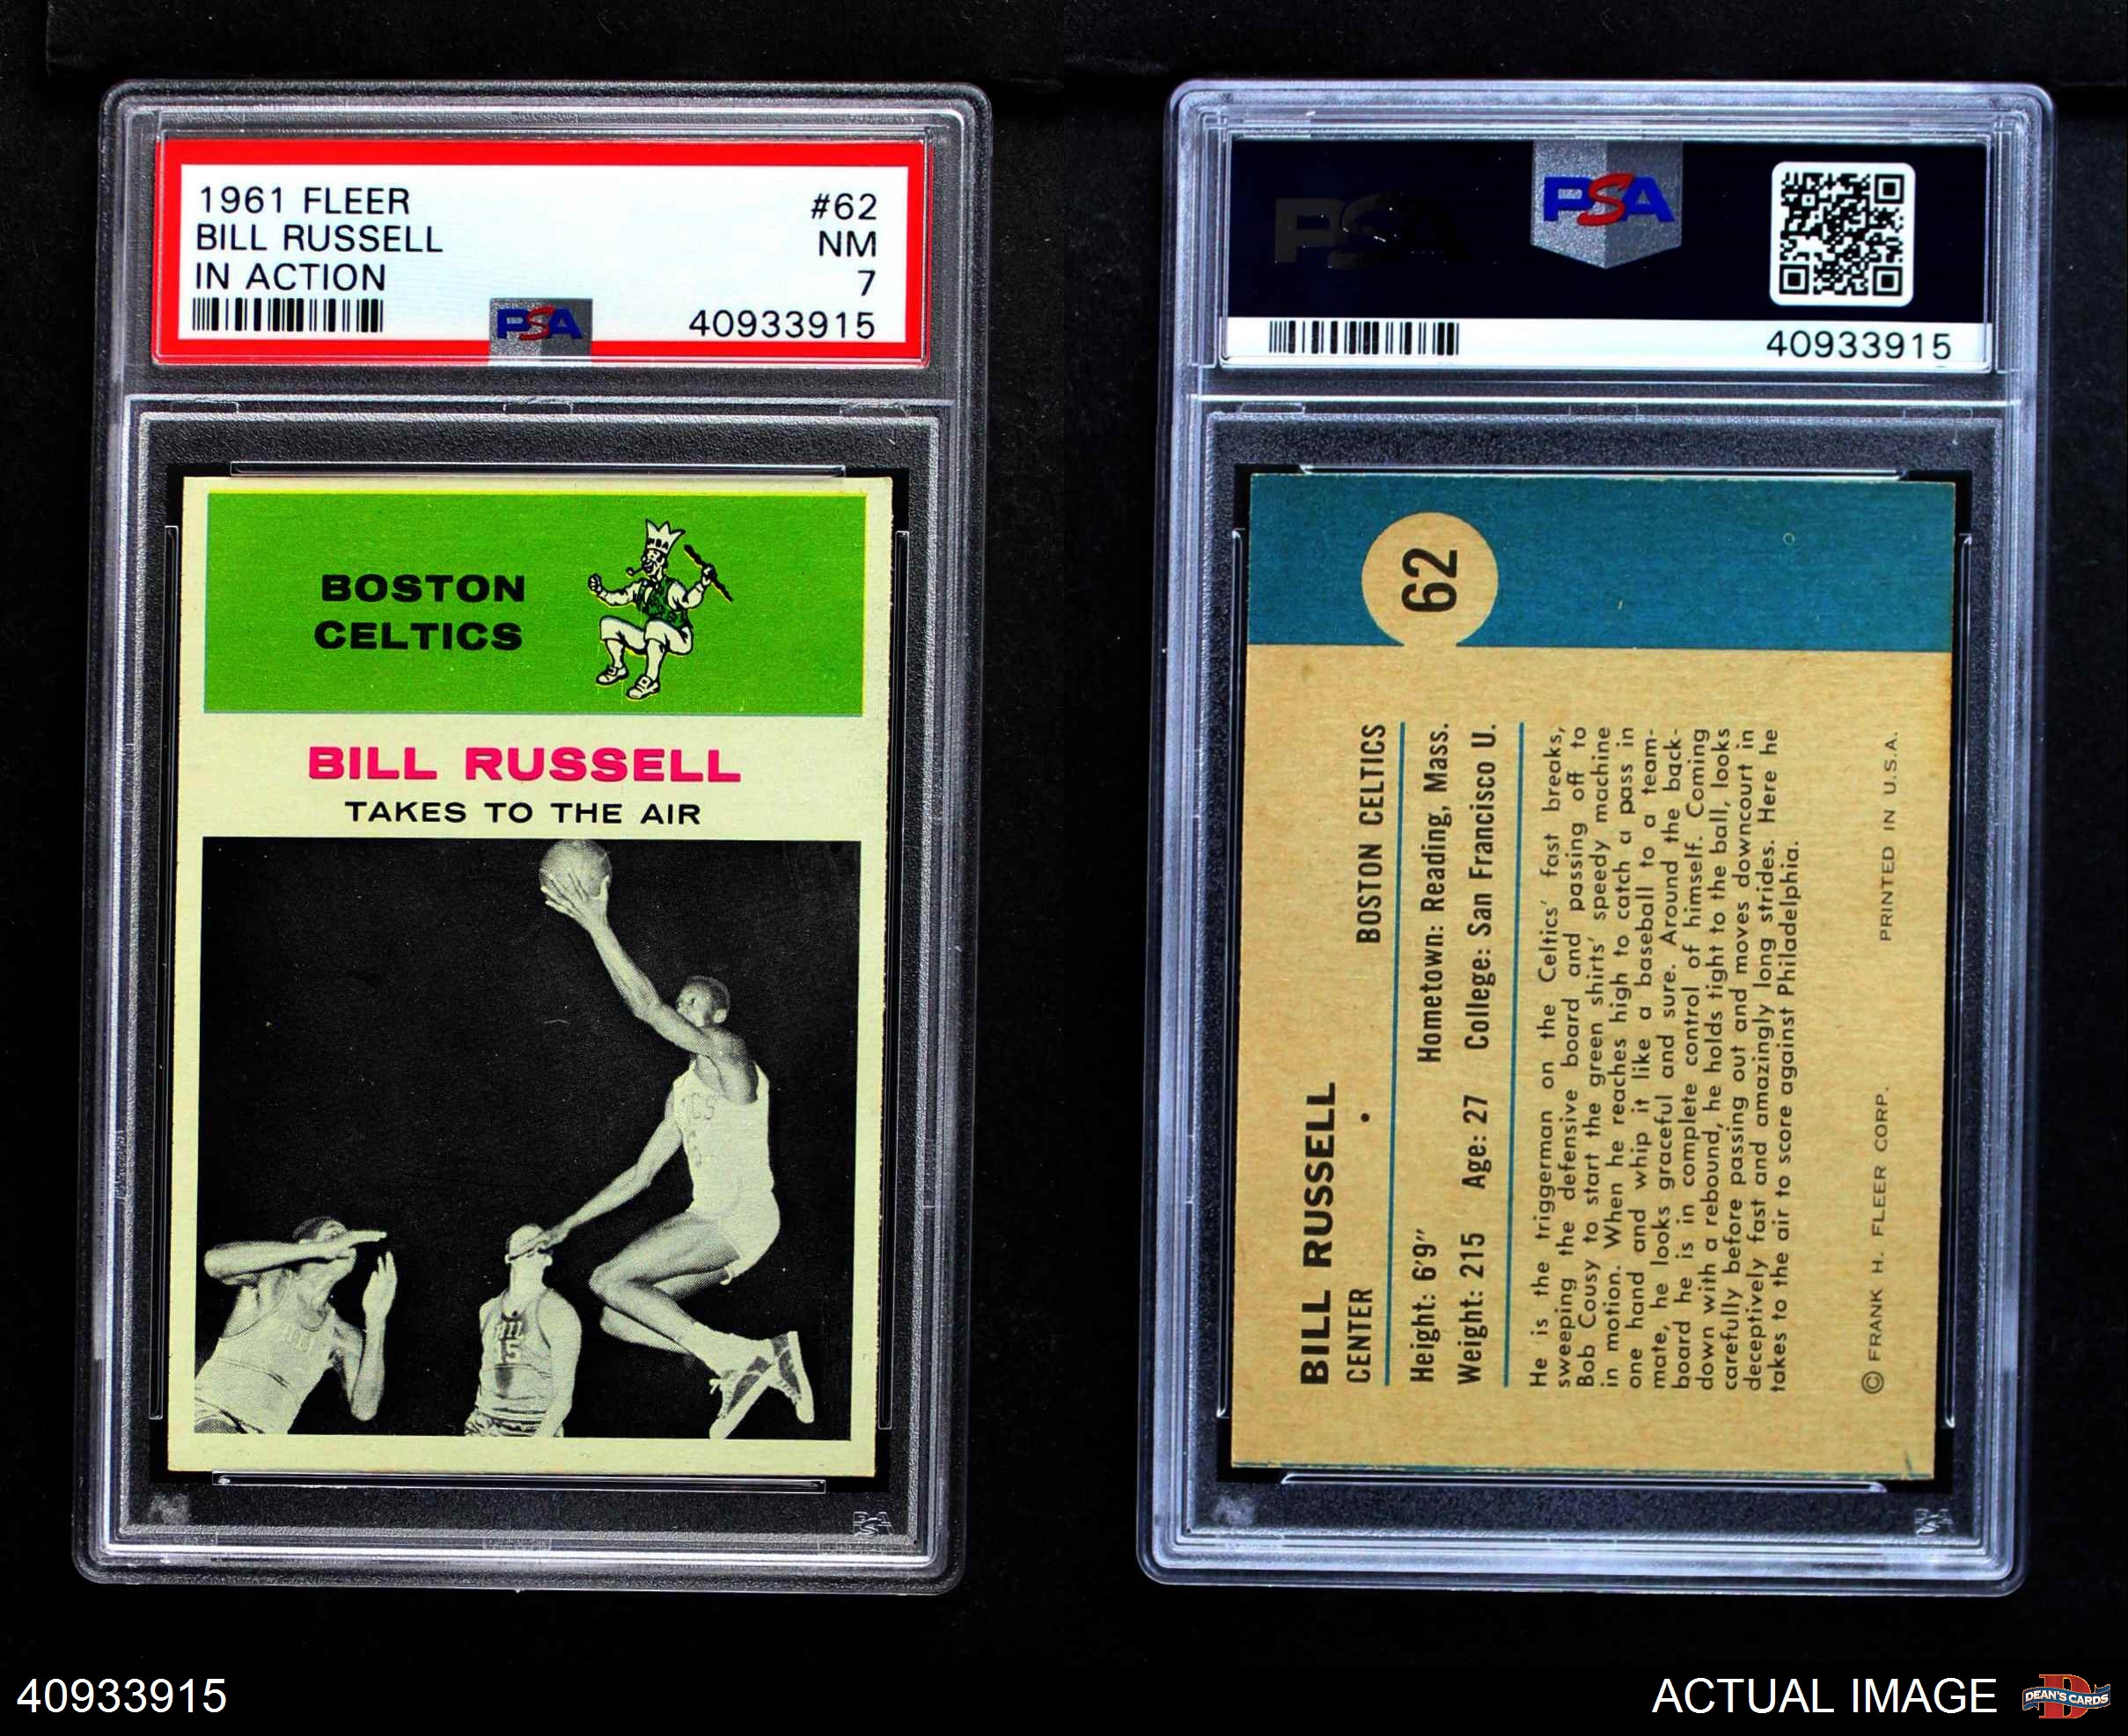 1961 FLEER #62
BILL RUSSELL NM
IN ACTION 7
PSA 40933915
BOSTON
CELTICS
BILL RUSSELL
TAKES TO THE AIR
CS
PHIL
15
PSA
PSA PSA
40933915
62
BILL RUSSELL
CENTER • BOSTON CELTICS
Height: 6'9" Hometown: Reading, Mass.
Weight: 215 Age: 27 College: San Francisco U.
He is the triggerman on the Celtics' fast breaks,
sweeping the defensive board and passing off to
Bob Cousy to start the green shirts' speedy machine
in motion. When he reaches high to catch a pass in
one hand and whip it like a baseball to a team-
mate, he looks graceful and sure. Around the back-
board he is in complete control of himself. Coming
down with a rebound, he holds tight to the ball, looks
carefully before passing out and moves downcourt in
deceptively fast and amazingly long strides. Here he
takes to the air to score against Philadelphia.
© FRANK H. FLEER CORP. PRINTED IN U.S.A.
PSA
40933915 ACTUAL IMAGE DEAN'S CARDS